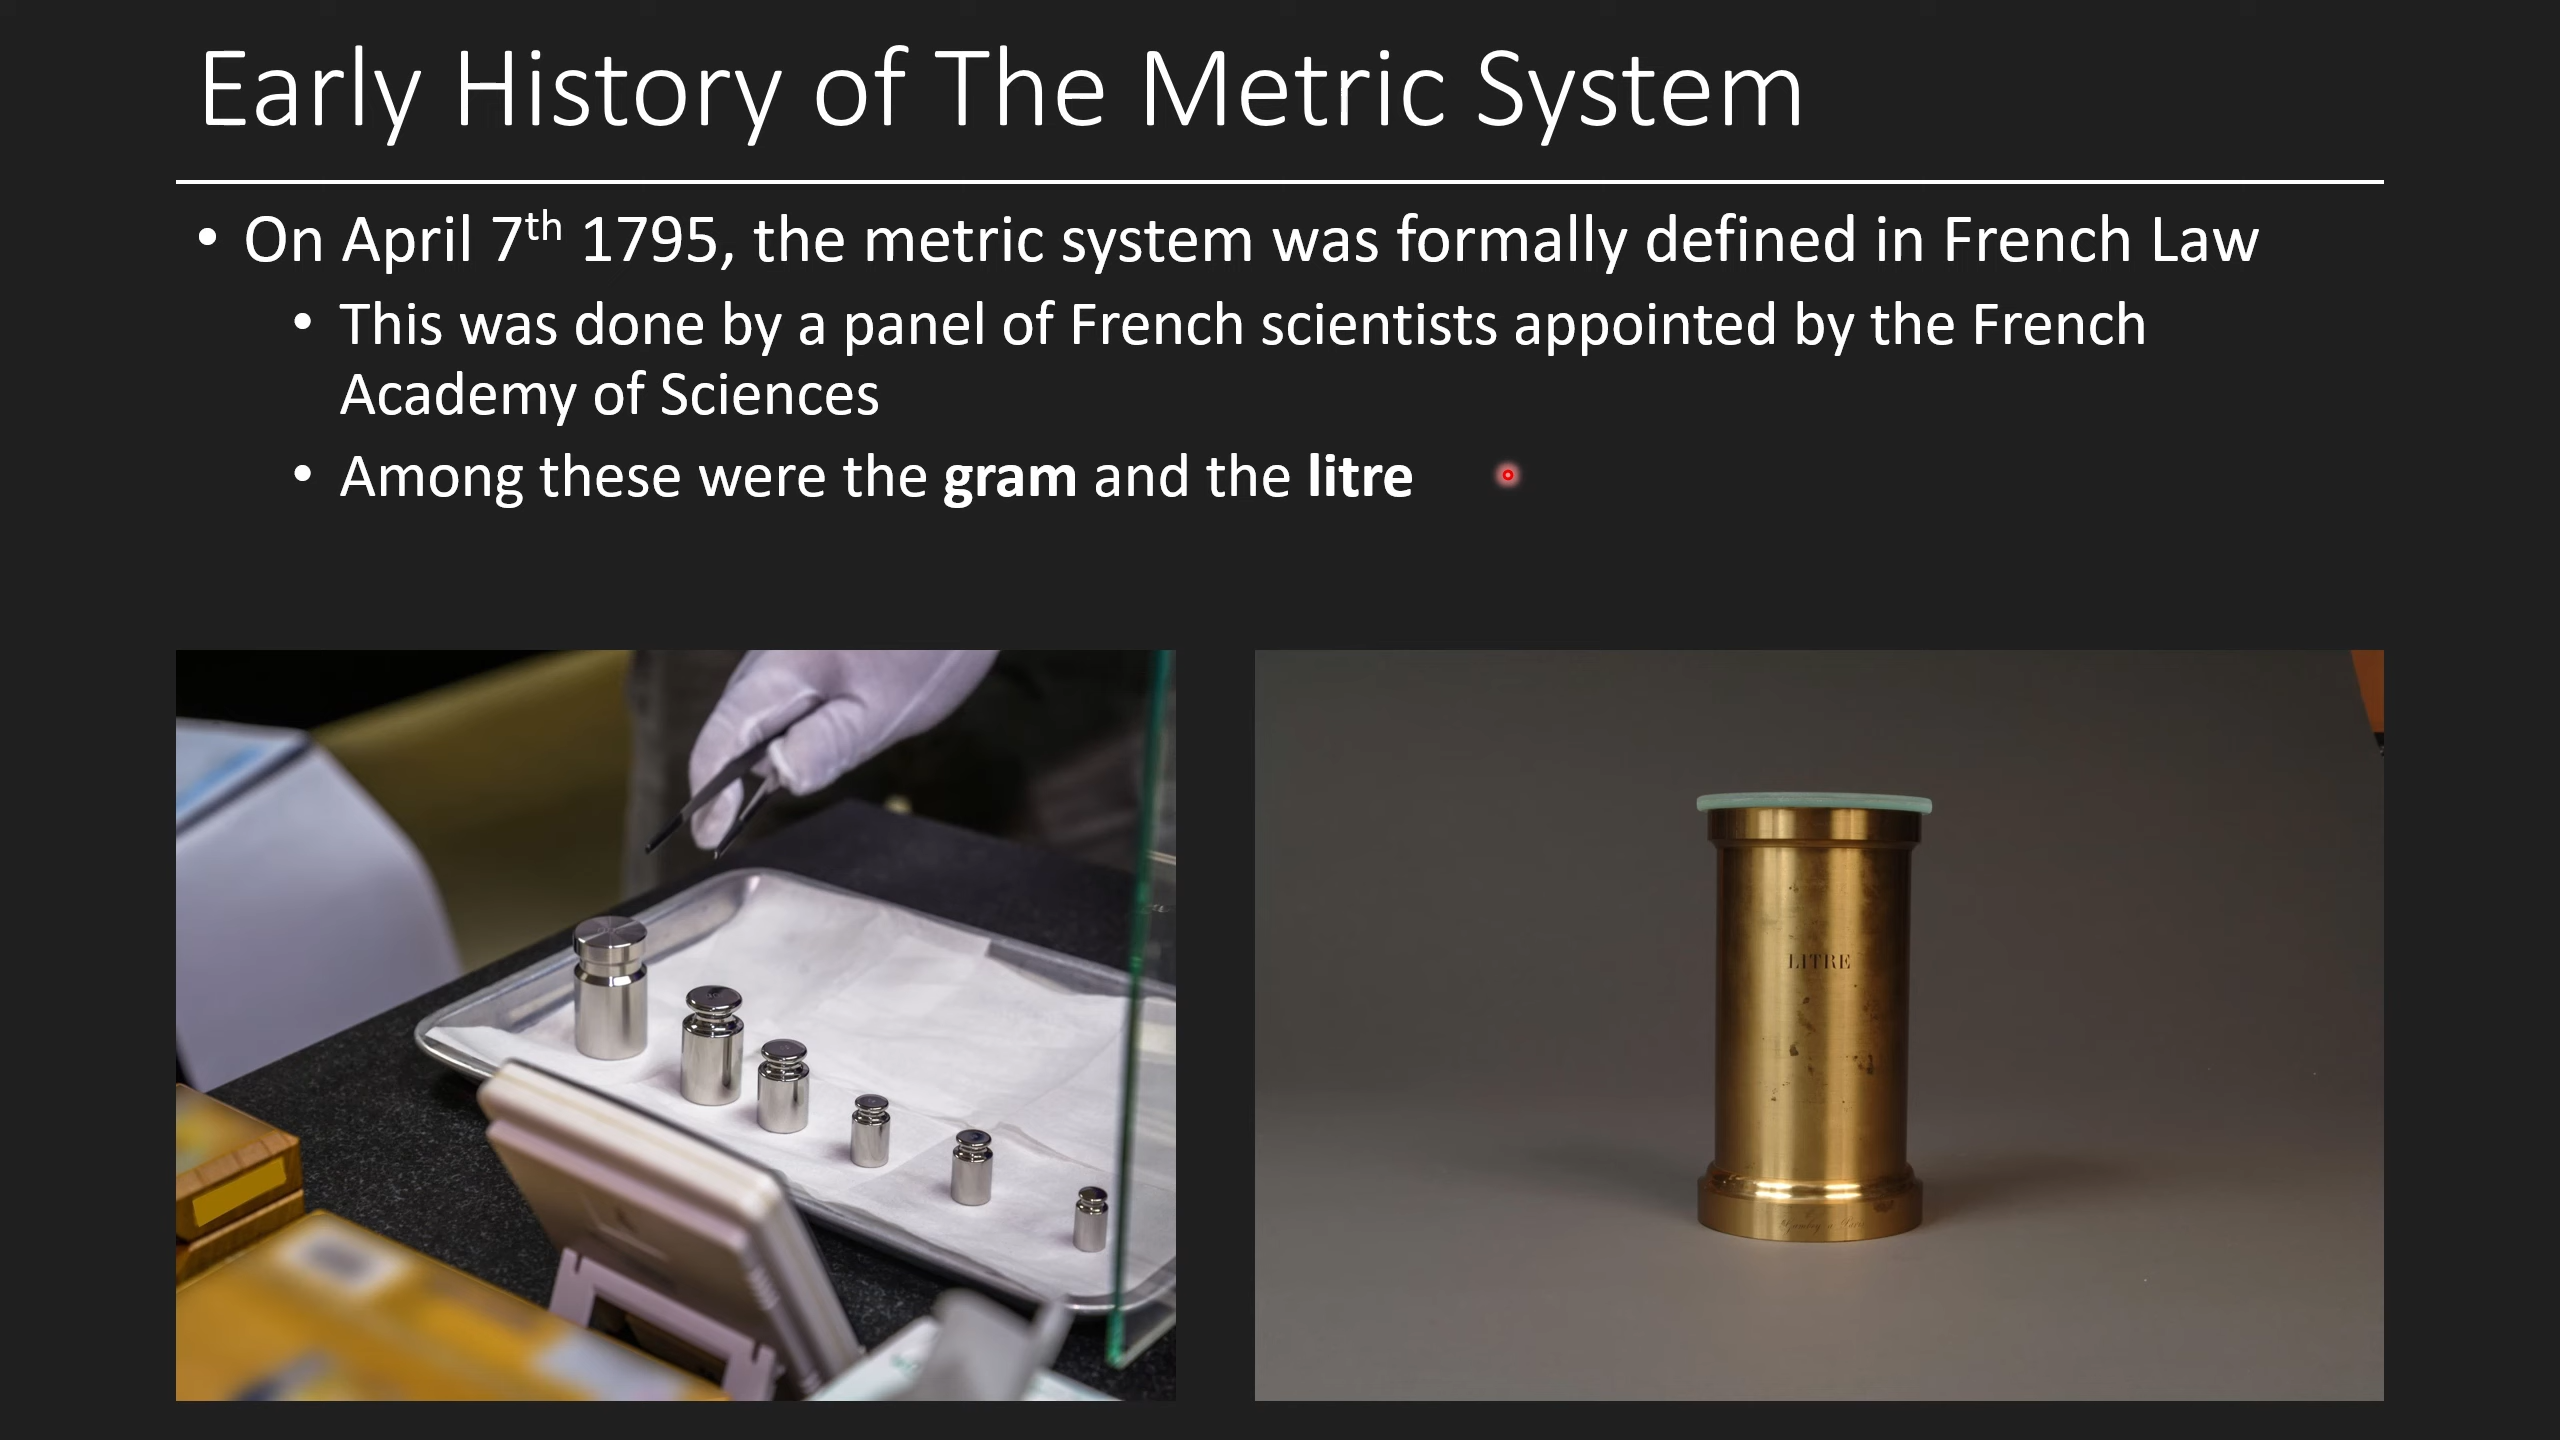 Early History of The Metric System
• On April 7th 1795, the metric system was formally defined in French Law
• This was done by a panel of French scientists appointed by the French
Academy of Sciences
• Among these were the gram and the litre
LITRE